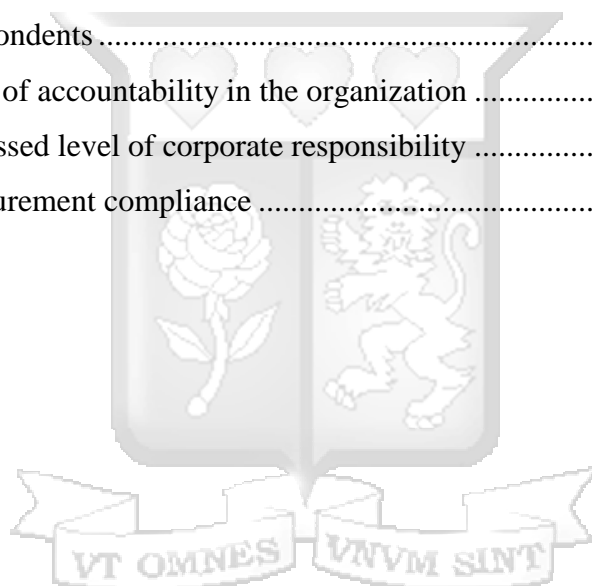 ondents ....................................................................................
of accountability in the organization ....................
ssed level of corporate responsibility ....................
urement compliance .......................................................
VT OMNES VNVM SINT